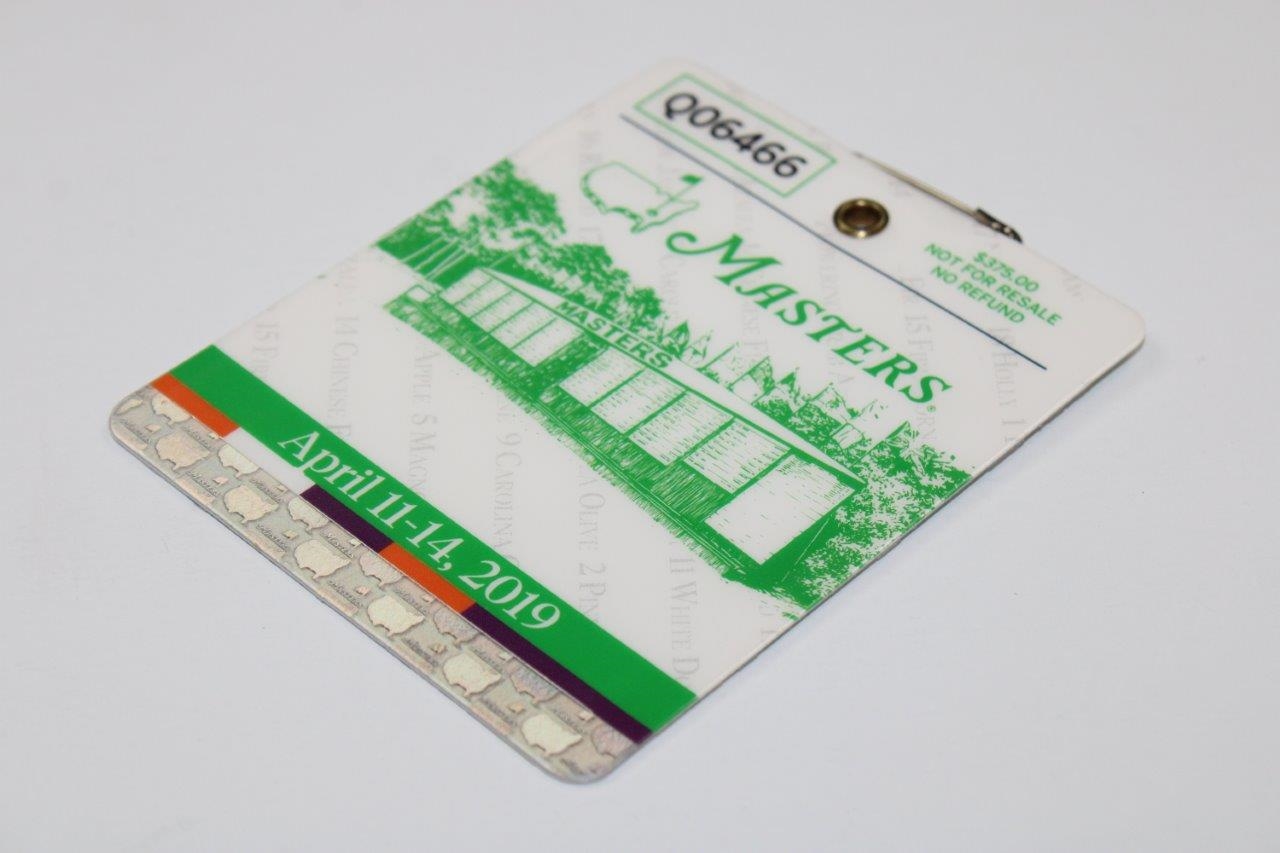 Q06466
$375.00
NOT FOR RESALE
NO REFUND
MASTERS®
MASTERS
April 11-14, 2019